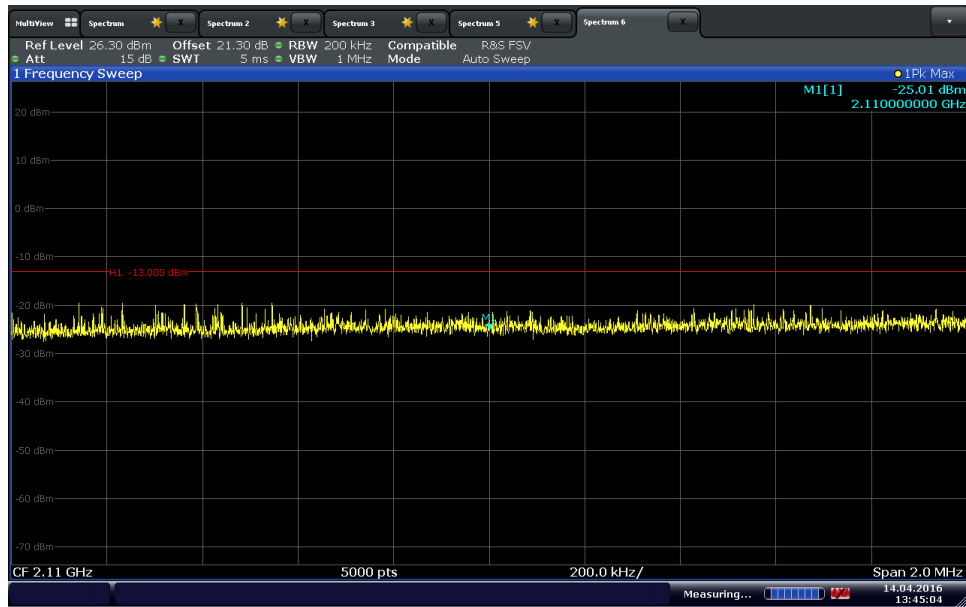 MultiView Spectrum X Spectrum 2 X Spectrum 3 X Spectrum 5 X Spectrum 6 X
Ref Level 26.30 dBm Offset 21.30 dB RBW 200 kHz Compatible R&S FSV
Att 15 dB SWT 5 ms VBW 1 MHz Mode Auto Sweep
1 Frequency Sweep 1Pk Max
M1[1] -25.01 dBm
2.110000000 GHz
20 dBm
10 dBm
0 dBm
-10 dBm
H1 -13.000 dBm
-20 dBm
M1
-30 dBm
-40 dBm
-50 dBm
-60 dBm
-70 dBm
CF 2.11 GHz 5000 pts 200.0 kHz/ Span 2.0 MHz
Measuring... 14.04.2016
13:45:04